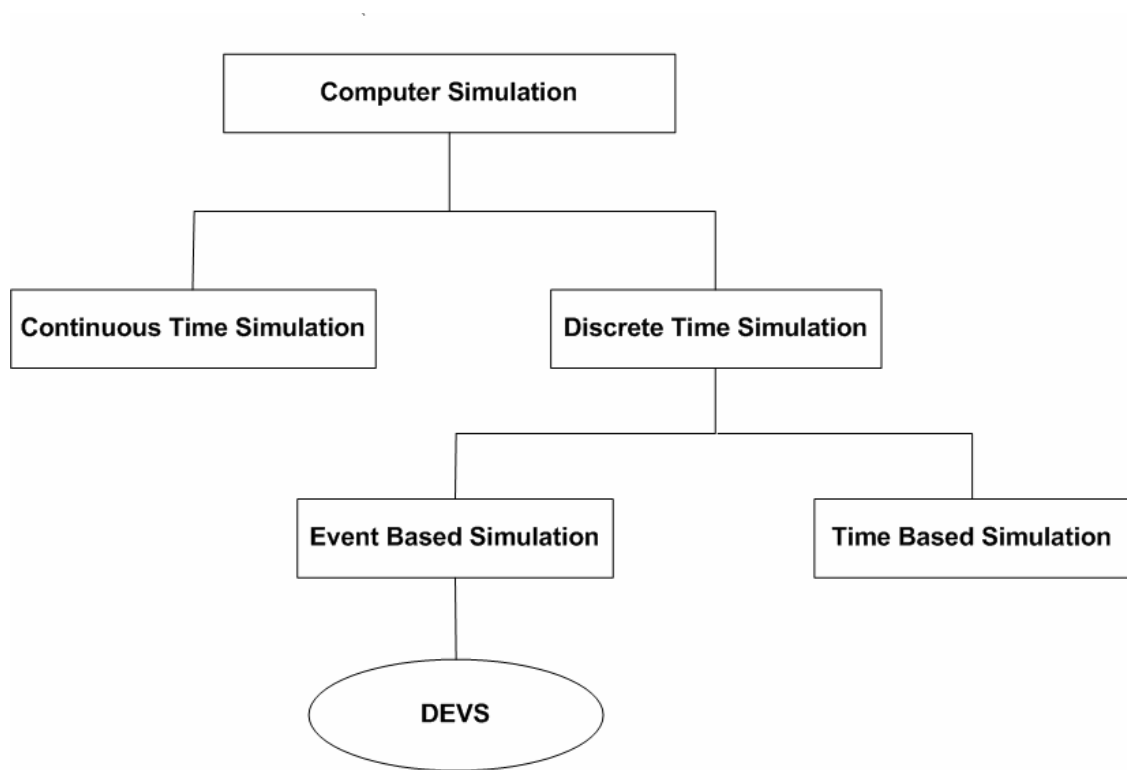 Computer Simulation
Continuous Time Simulation
Discrete Time Simulation
Event Based Simulation
Time Based Simulation
DEVS